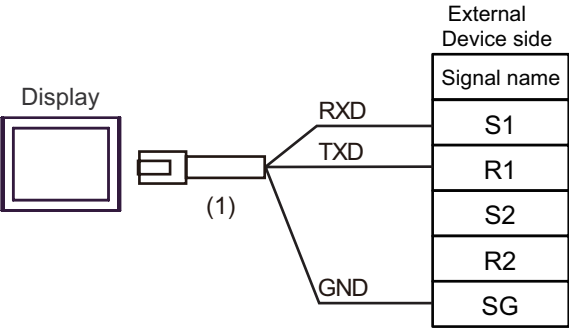 External
Device side
Signal name
Display
RXD
S1
TXD
R1
(1)
S2
R2
GND
SG